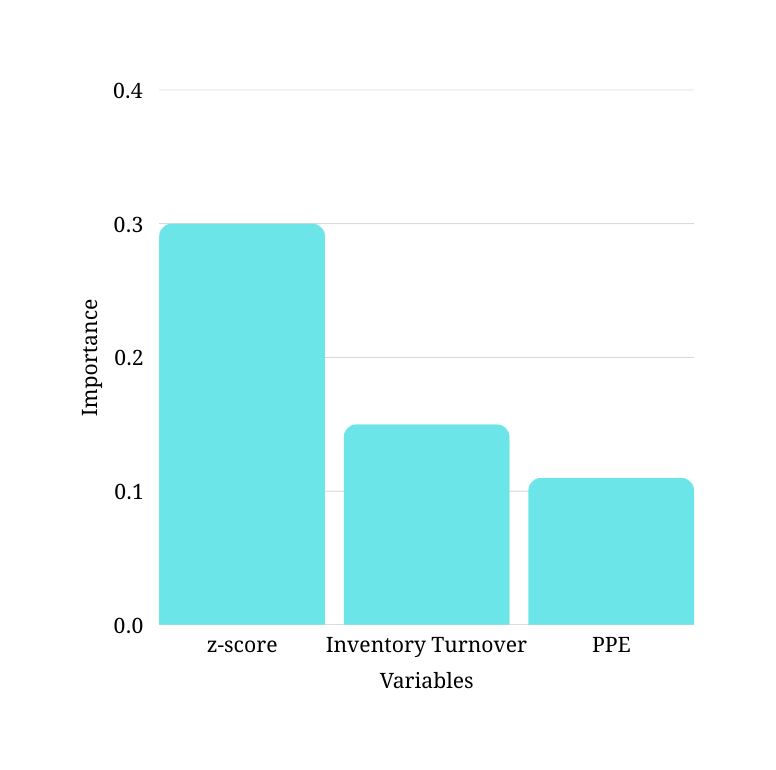 0.4
0.3
0.2
0.1
0.0
Importance
z-score
Inventory Turnover
PPE
Variables